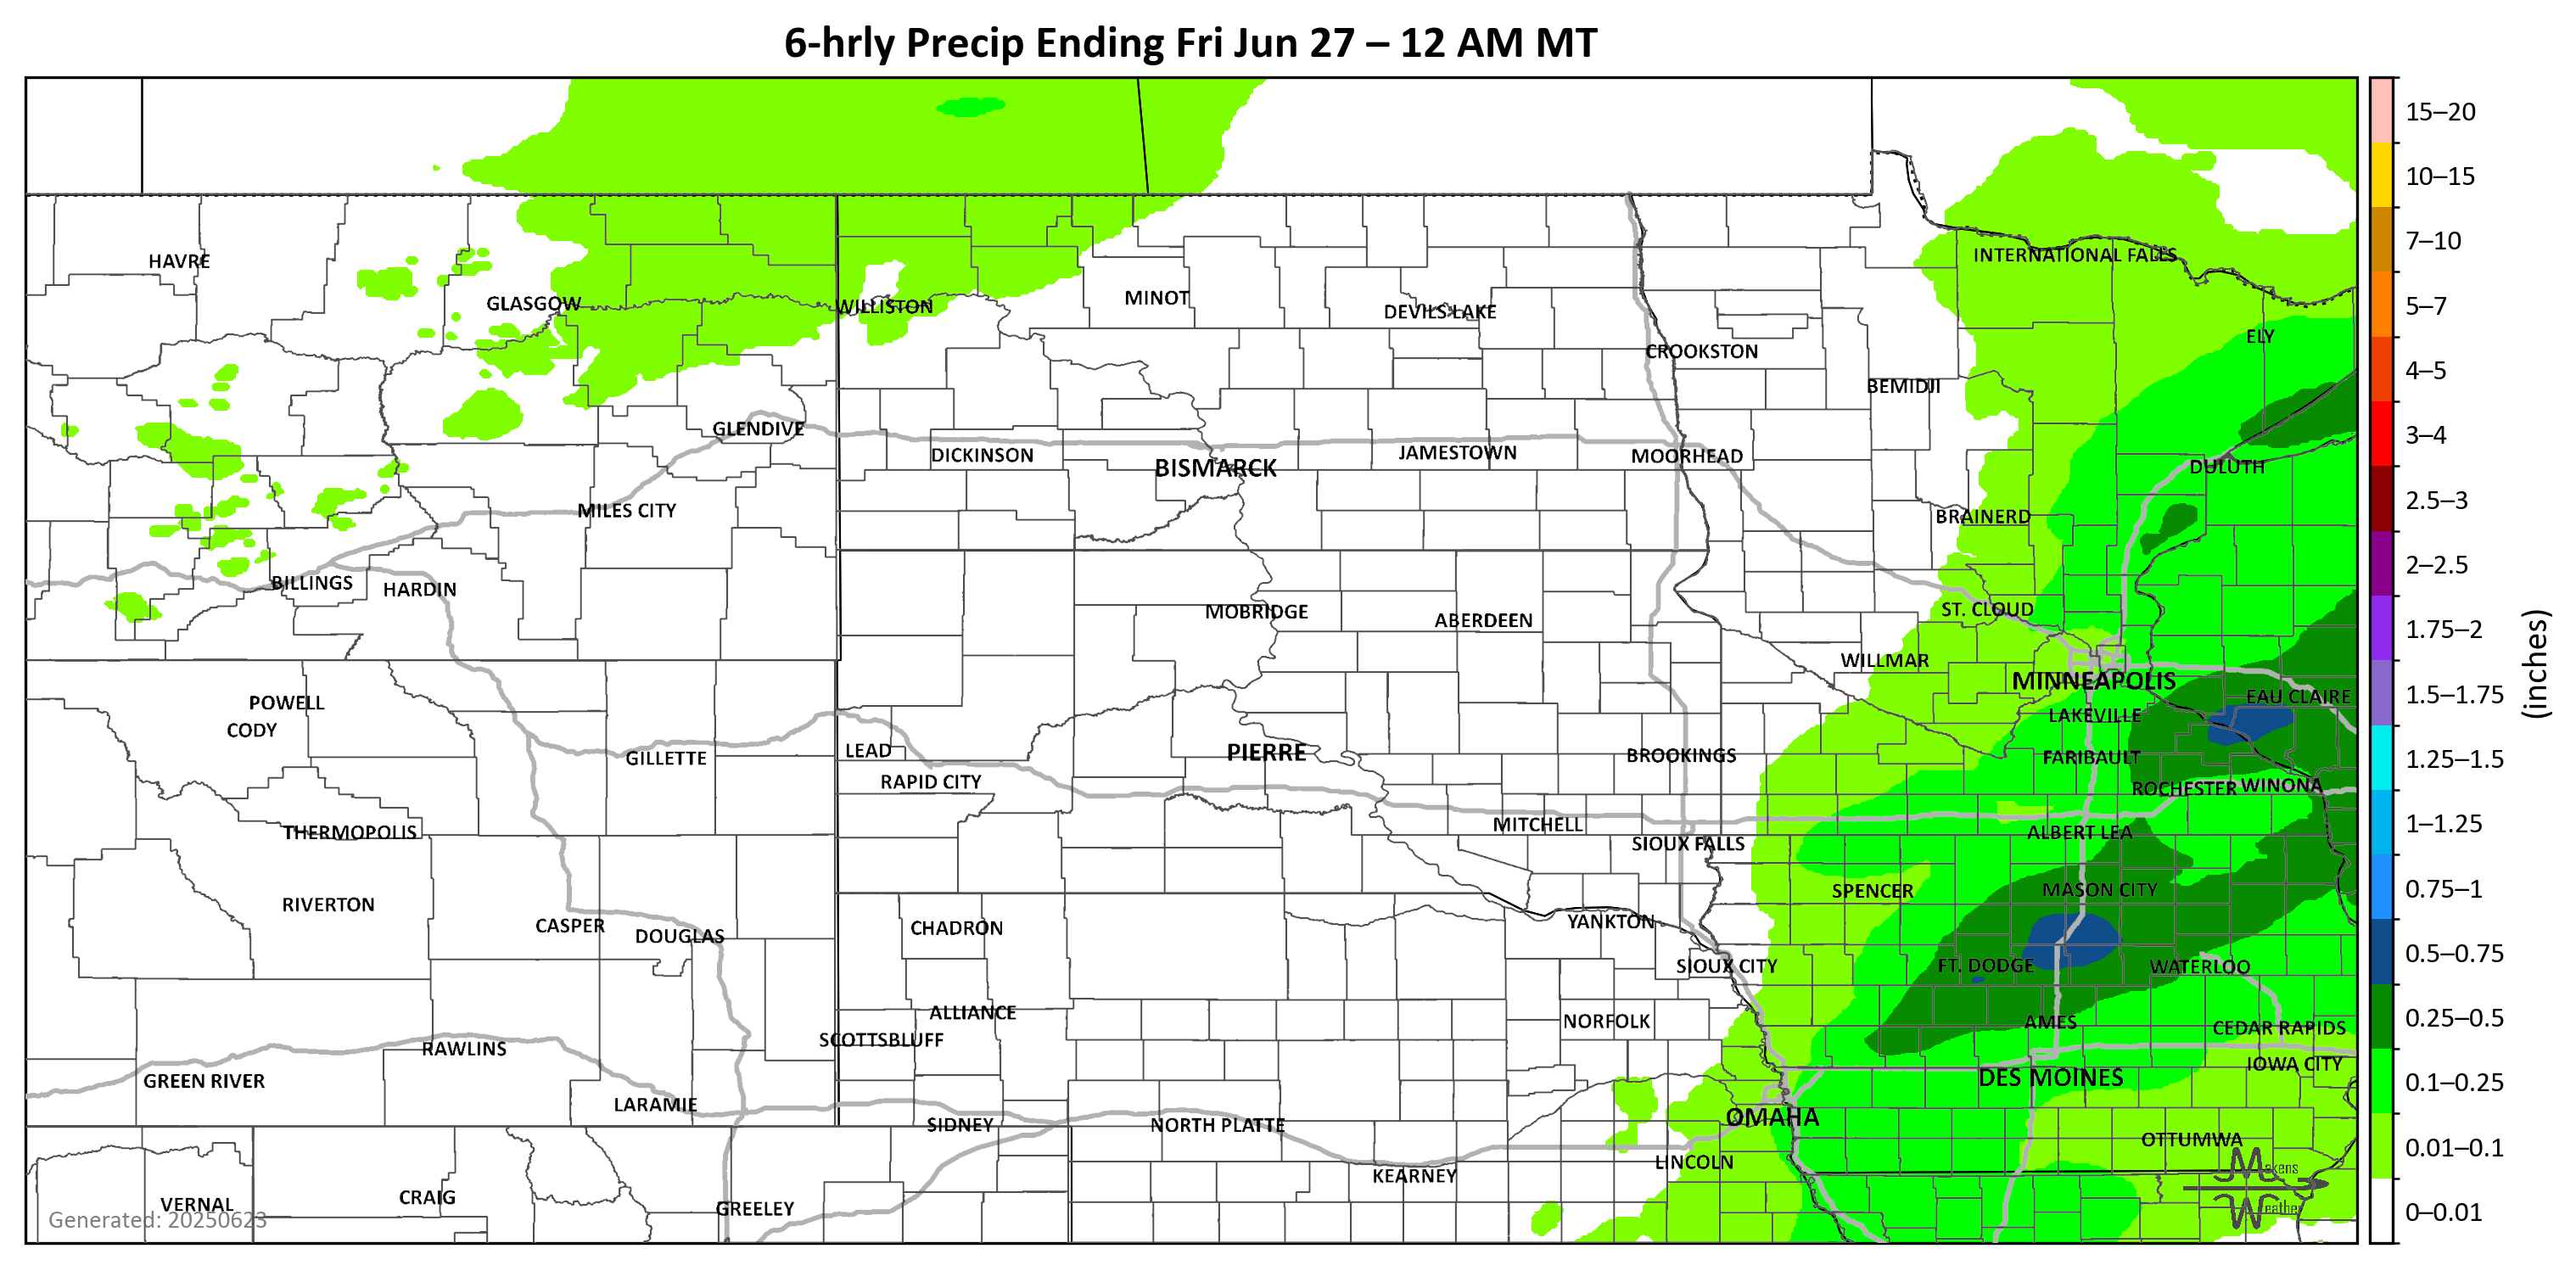 6-hrly Precip Ending Fri Jun 27 – 12 AM MT
15–20
10–15
7–10
HAVRE
INTERNATIONAL FALLS
GLASGOW
WILLISTON
MINOT
DEVILS LAKE
5–7
ELY
CROOKSTON
4–5
BEMIDJI
GLENDIVE
3–4
DICKINSON
BISMARCK
JAMESTOWN
MOORHEAD
DULUTH
2.5–3
MILES CITY
BRAINERD
2–2.5
BILLINGS
HARDIN
MOBRIDGE
ABERDEEN
ST. CLOUD
1.75–2
WILLMAR
MINNEAPOLIS
(inches)
POWELL
EAU CLAIRE
1.5–1.75
CODY
LAKEVILLE
GILLETTE
LEAD
PIERRE
BROOKINGS
FARIBAULT
1.25–1.5
RAPID CITY
ROCHESTER
WINONA
THERMOPOLIS
MITCHELL
ALBERT LEA
1–1.25
SIOUX FALLS
SPENCER
MASON CITY
0.75–1
RIVERTON
CASPER
DOUGLAS
CHADRON
YANKTON
SIOUX CITY
FT. DODGE
WATERLOO
0.5–0.75
ALLIANCE
NORFOLK
AMES
CEDAR RAPIDS
0.25–0.5
SCOTTSBLUFF
RAWLINS
IOWA CITY
GREEN RIVER
DES MOINES
0.1–0.25
LARAMIE
SIDNEY
NORTH PLATTE
OMAHA
OTTUMWA
0.01–0.1
LINCOLN
KEARNEY
Makens
VERNAL
CRAIG
GREELEY
Weather
Generated: 20250623
0–0.01